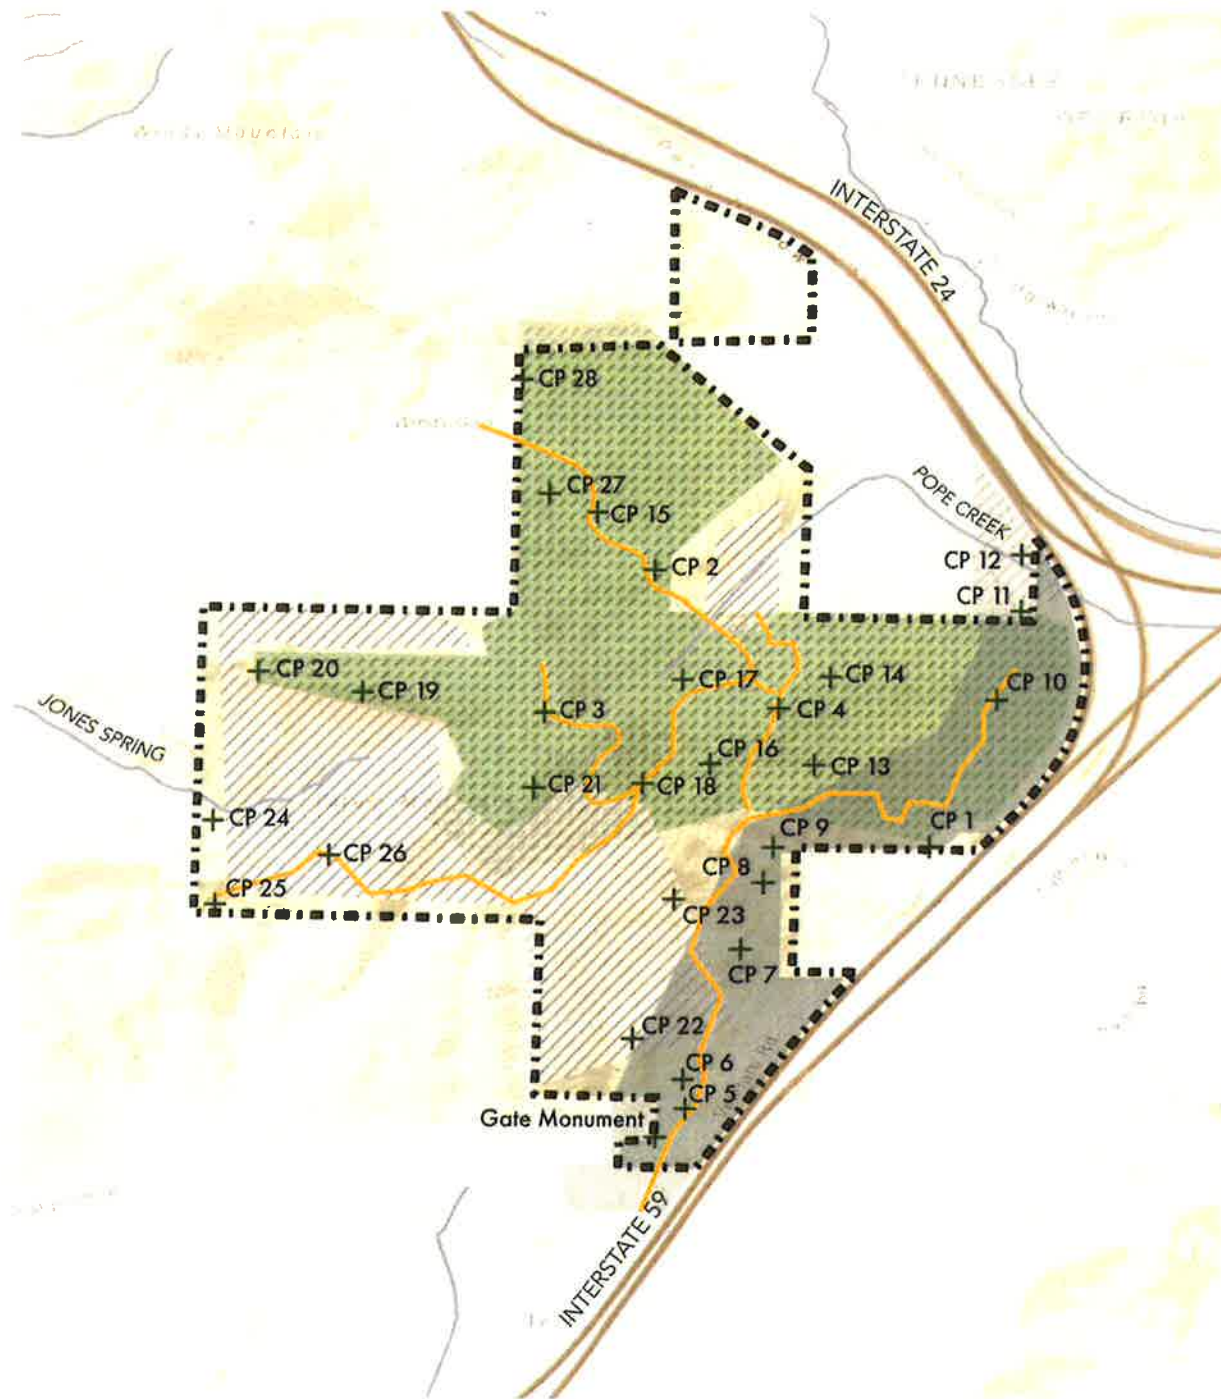 INTERSTATE 24
CP 28
POPE CREEK
CP 27
CP 15
CP 12
CP 2
CP 11
CP 20
CP 17
CP 14
CP 10
CP 19
CP 3
CP 4
JONES SPRING
CP 16
CP 13
CP 21
CP 18
CP 24
CP 9
CP 1
CP 26
CP 8
CP 25
CP 23
CP 7
CP 22
CP 6
CP 5
Gate Monument
INTERSTATE 59